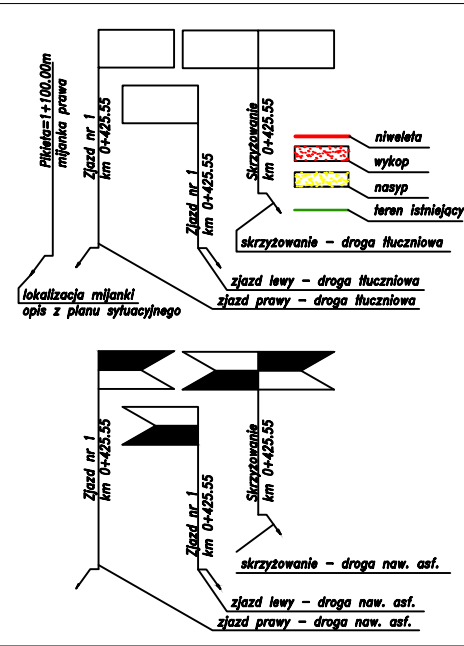 Pikieta=1+100.00m
mijanka prawa
Zjazd nr 1
km 0+425.55
Zjazd nr 1
km 0+425.55
Skrzyżowanie
km 0+425.55
niweleta
wykop
nasyp
teren istniejący
skrzyżowanie - droga tłuczniowa
zjazd lewy - droga tłuczniowa
zjazd prawy - droga tłuczniowa
lokalizacja mijanki
opis z planu sytuacyjnego
Zjazd nr 1
km 0+425.55
Zjazd nr 1
km 0+425.55
Skrzyżowanie
km 0+425.55
skrzyżowanie - droga naw. asf.
zjazd lewy - droga naw. asf.
zjazd prawy - droga naw. asf.